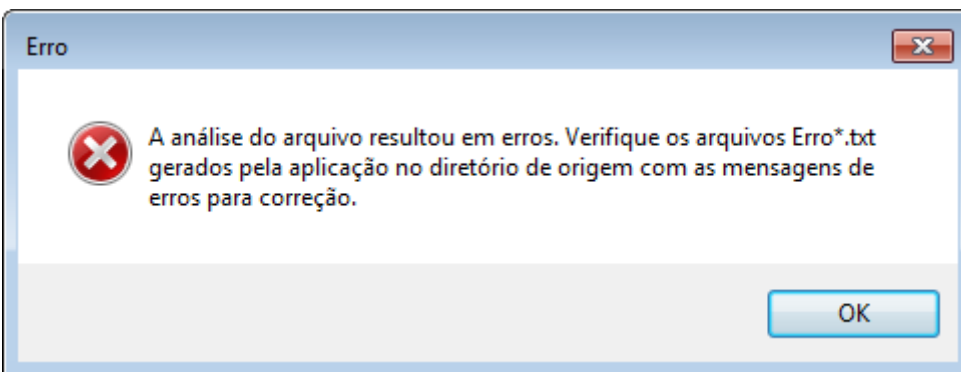 Erro
A análise do arquivo resultou em erros. Verifique os arquivos Erro*.txt
gerados pela aplicação no diretório de origem com as mensagens de
erros para correção.
OK